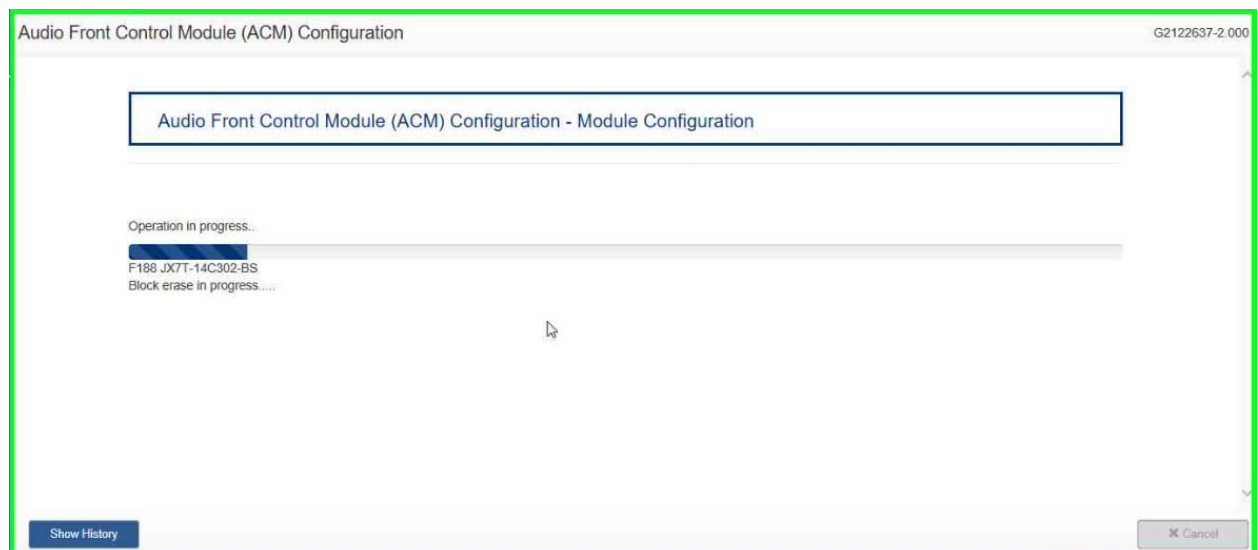 Audio Front Control Module (ACM) Configuration
G2122637-2.000
Audio Front Control Module (ACM) Configuration - Module Configuration
Operation in progress..
F188 JX7T-14C302-BS
Block erase in progress.....
Show History
✖ Cancel